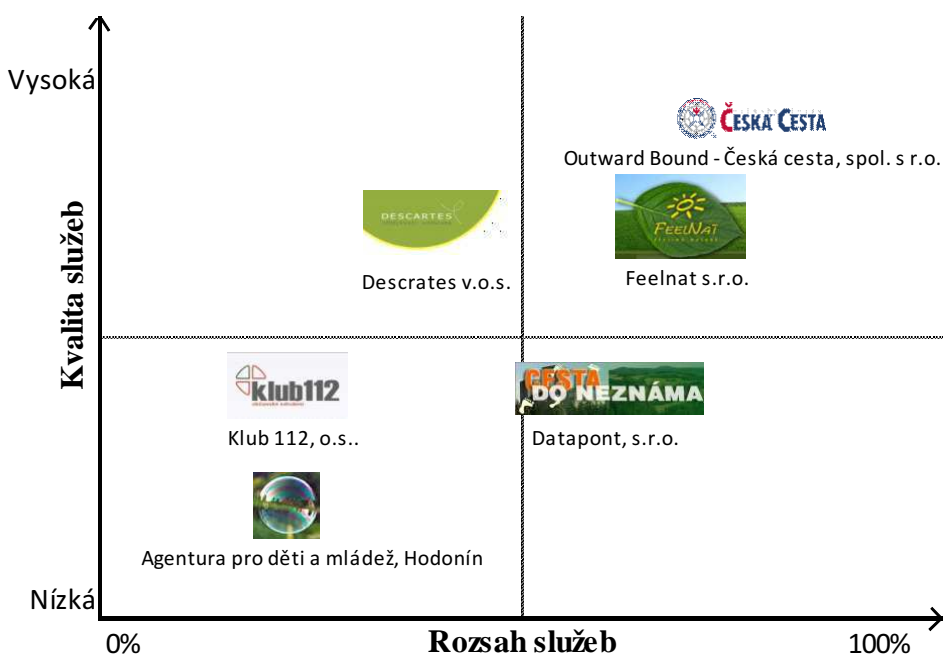 Vysoká
ČESKÁ CESTA
Outward Bound - Česká cesta, spol. s r.o.
DESCARTES
FEELNAT
Kvalita služeb
Descrates v.o.s.
Feelnat s.r.o.
klub112
CESTA
DO NEZNÁMA
Klub 112, o.s..
Datapont, s.r.o.
Agentura pro děti a mládež, Hodonín
Nízká
0%
Rozsah služeb
100%